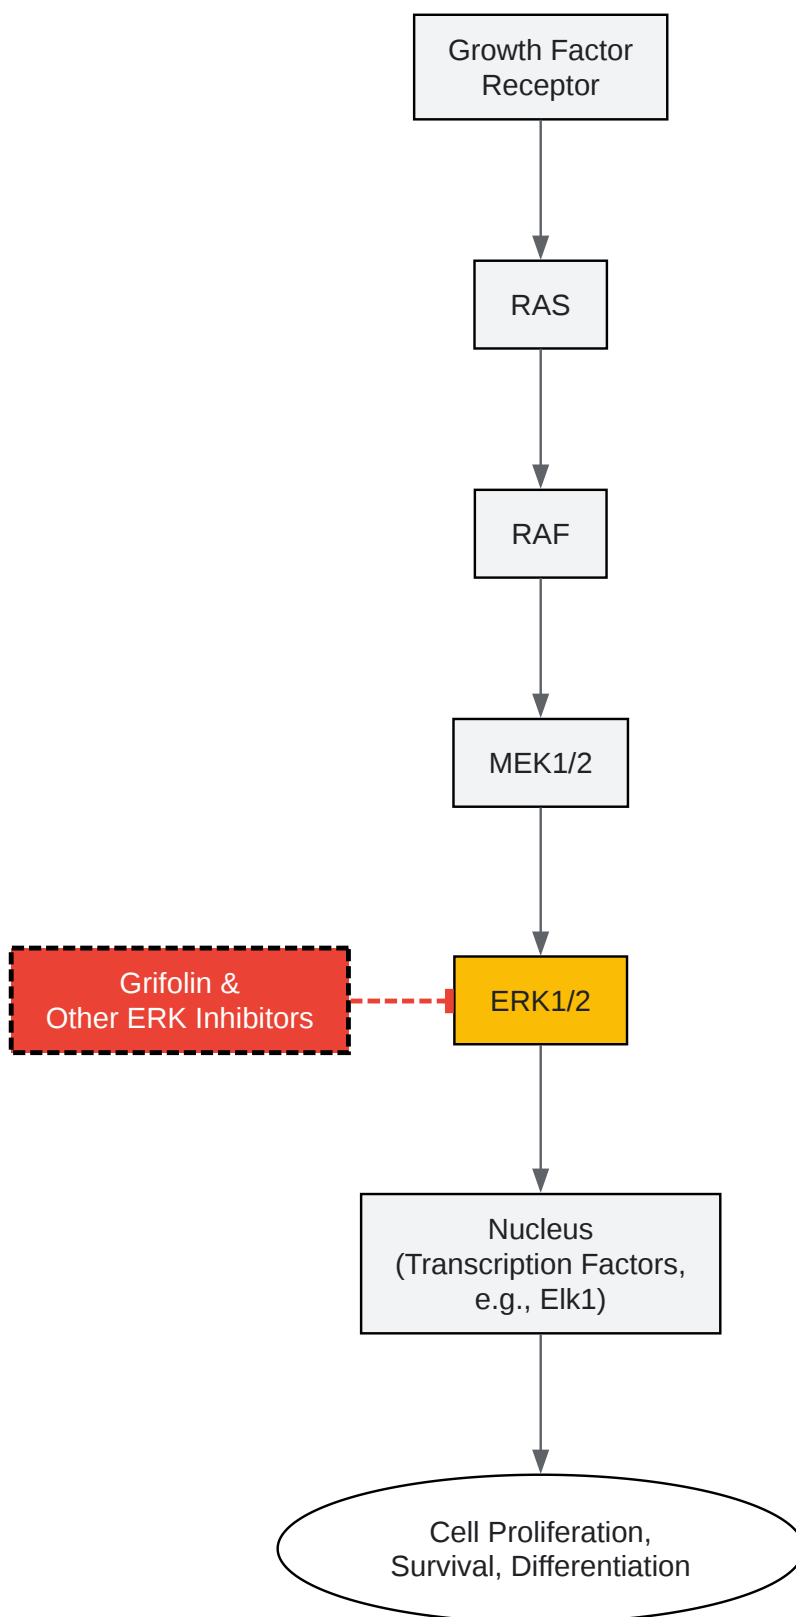 Growth Factor
Receptor
RAS
RAF
MEK1/2
Grifolin &
Other ERK Inhibitors
ERK1/2
Nucleus
(Transcription Factors,
e.g., Elk1)
Cell Proliferation,
Survival, Differentiation